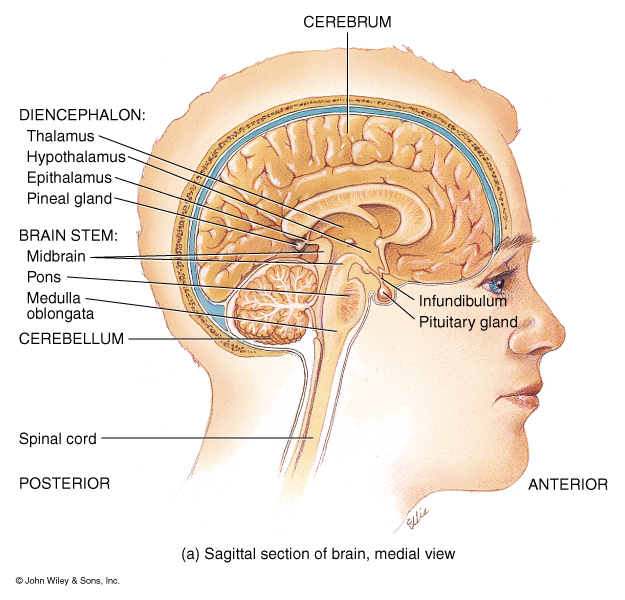 CEREBRUM
DIENCEPHALON:
Thalamus
Hypothalamus
Epithalamus
Pineal gland
BRAIN STEM:
Midbrain
Pons
Medulla
oblongata
CEREBELLUM
Infundibulum
Pituitary gland
Spinal cord
POSTERIOR
ANTERIOR
Ellis
(a) Sagittal section of brain, medial view
© John Wiley & Sons, Inc.